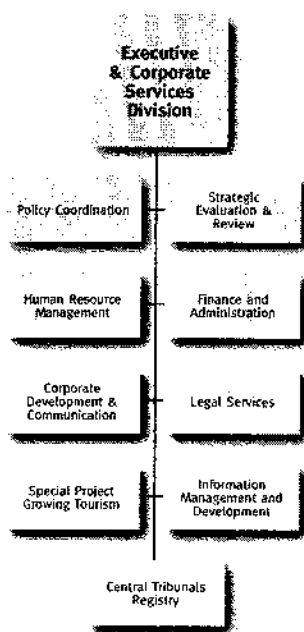 Executive
& Corporate
Services
Division
Policy Coordination
Strategic
Evaluation &
Review
Human Resource
Management
Finance and
Administration
Corporate
Development &
Communication
Legal Services
Special Project
Growing Tourism
Information
Management and
Development
Central Tribunals
Registry